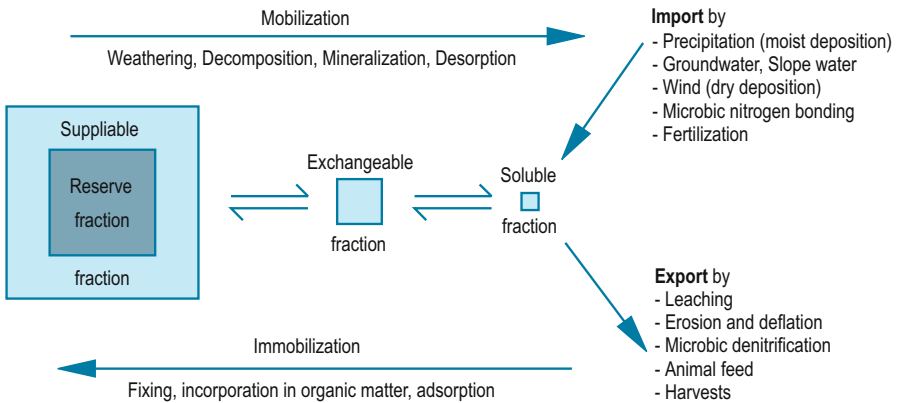 Mobilization
Weathering, Decomposition, Mineralization, Desorption
Import by
- Precipitation (moist deposition)
- Groundwater, Slope water
- Wind (dry deposition)
- Microbic nitrogen bonding
- Fertilization
Suppliable
Reserve
fraction
fraction
Exchangeable
fraction
Soluble
fraction
Export by
- Leaching
- Erosion and deflation
- Microbic denitrification
- Animal feed
- Harvests
Immobilization
Fixing, incorporation in organic matter, adsorption